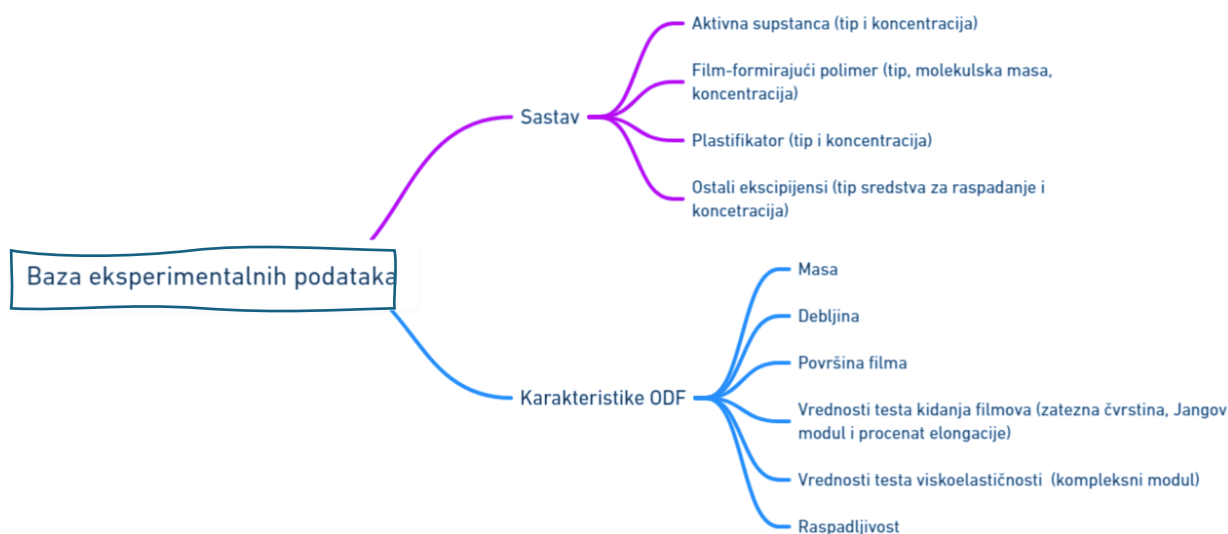 Aktivna supstanca (tip i koncentracija)
Film-formirajući polimer (tip, molekulska masa,
koncentracija)
Sastav
Plastifikator (tip i koncentracija)
Ostali ekscipijensi (tip sredstva za raspadanje i
koncetracija)
Baza eksperimentalnih podataka
Masa
Debljina
Površina filma
Karakteristike ODF
Vrednosti testa kidanja filmova (zatezna čvrstina, Jangov
modul i procenat elongacije)
Vrednosti testa viskoelastičnosti (kompleksni modul)
Raspadljivost